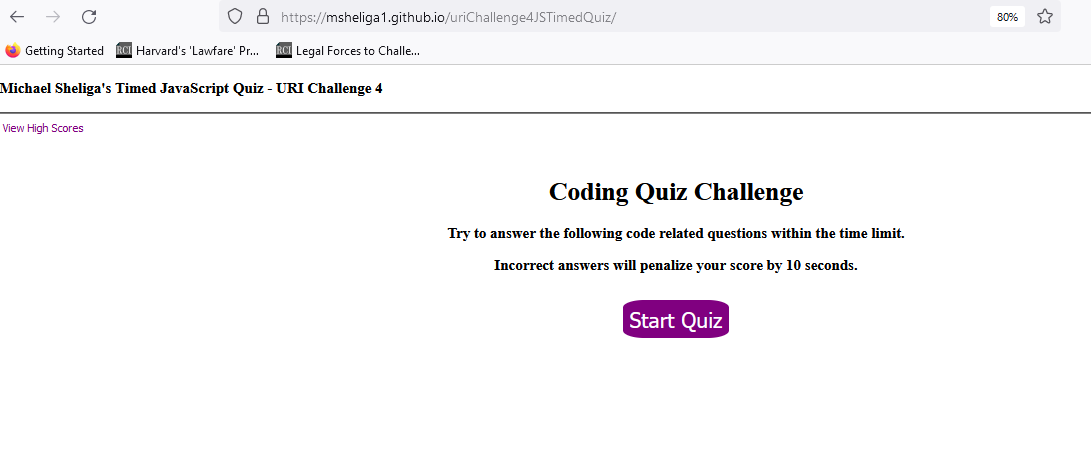 https://msheliga1.github.io/uriChallenge4JSTimedQuiz/ 80%
Getting Started RCI Harvard's 'Lawfare' Pr... RCI Legal Forces to Challe...
Michael Sheliga's Timed JavaScript Quiz - URI Challenge 4
View High Scores
Coding Quiz Challenge
Try to answer the following code related questions within the time limit.
Incorrect answers will penalize your score by 10 seconds.
Start Quiz